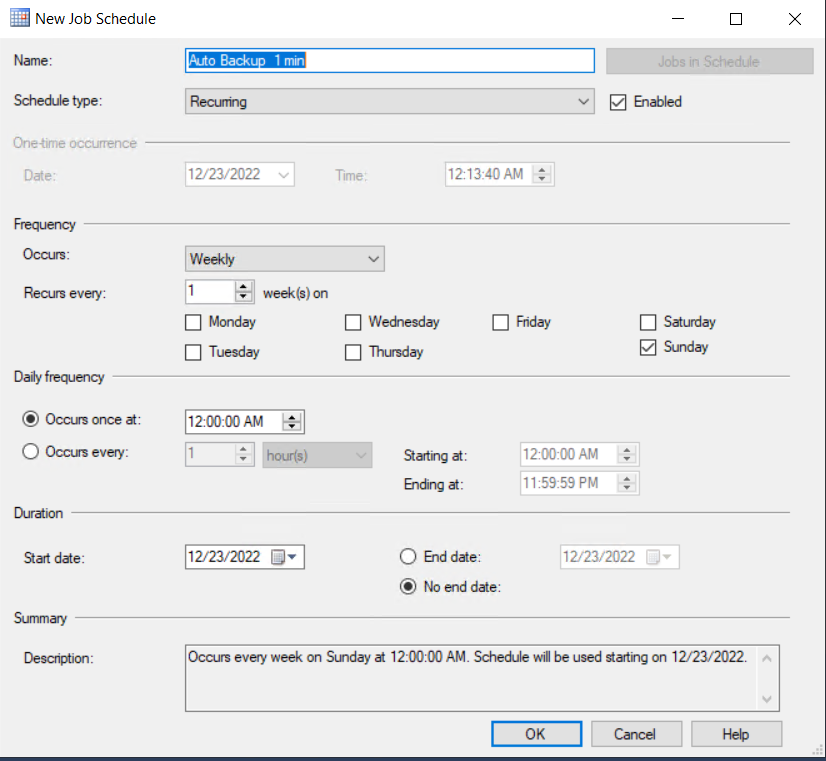 New Job Schedule
Name: Auto Backup  1 min Jobs in Schedule
Schedule type: Recurring Enabled
One-time occurrence
Date: 12/23/2022 Time: 12:13:40 AM
Frequency
Occurs: Weekly
Recurs every: 1 week(s) on
Monday Wednesday Friday Saturday
Tuesday Thursday Sunday
Daily frequency
Occurs once at: 12:00:00 AM
Occurs every: 1 hour(s) Starting at: 12:00:00 AM
Ending at: 11:59:59 PM
Duration
Start date: 12/23/2022 End date: 12/23/2022
No end date:
Summary
Description: Occurs every week on Sunday at 12:00:00 AM. Schedule will be used starting on 12/23/2022.
OK Cancel Help